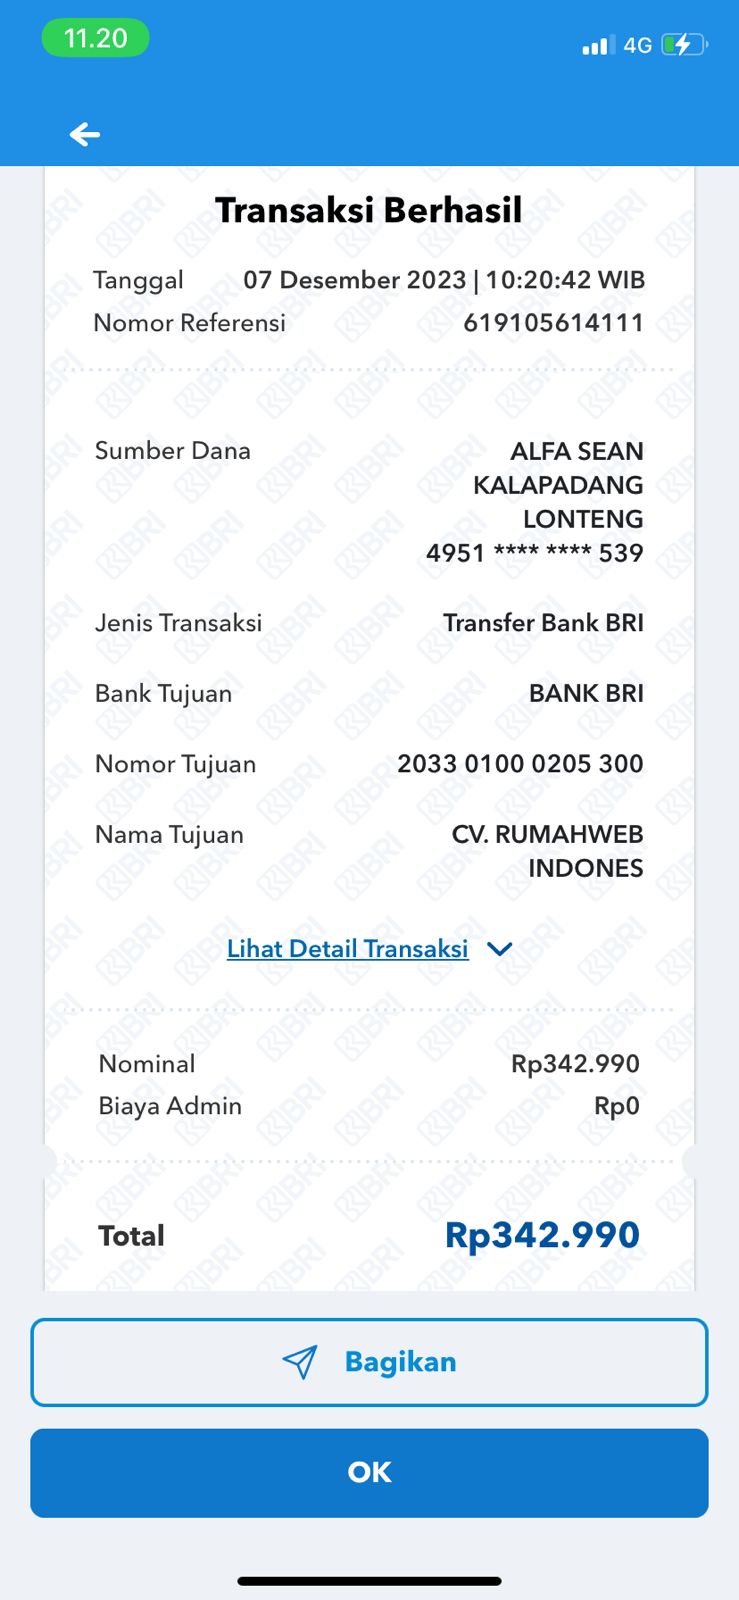 11.20
4G
Transaksi Berhasil
Tanggal 07 Desember 2023 | 10:20:42 WIB
Nomor Referensi 619105614111
Sumber Dana ALFA SEAN
KALAPADANG
LONTENG
4951 **** **** 539
Jenis Transaksi Transfer Bank BRI
Bank Tujuan BANK BRI
Nomor Tujuan 2033 0100 0205 300
Nama Tujuan CV. RUMAHWEB
INDONES
Lihat Detail Transaksi
Nominal Rp342.990
Biaya Admin Rp0
Total Rp342.990
Bagikan
OK